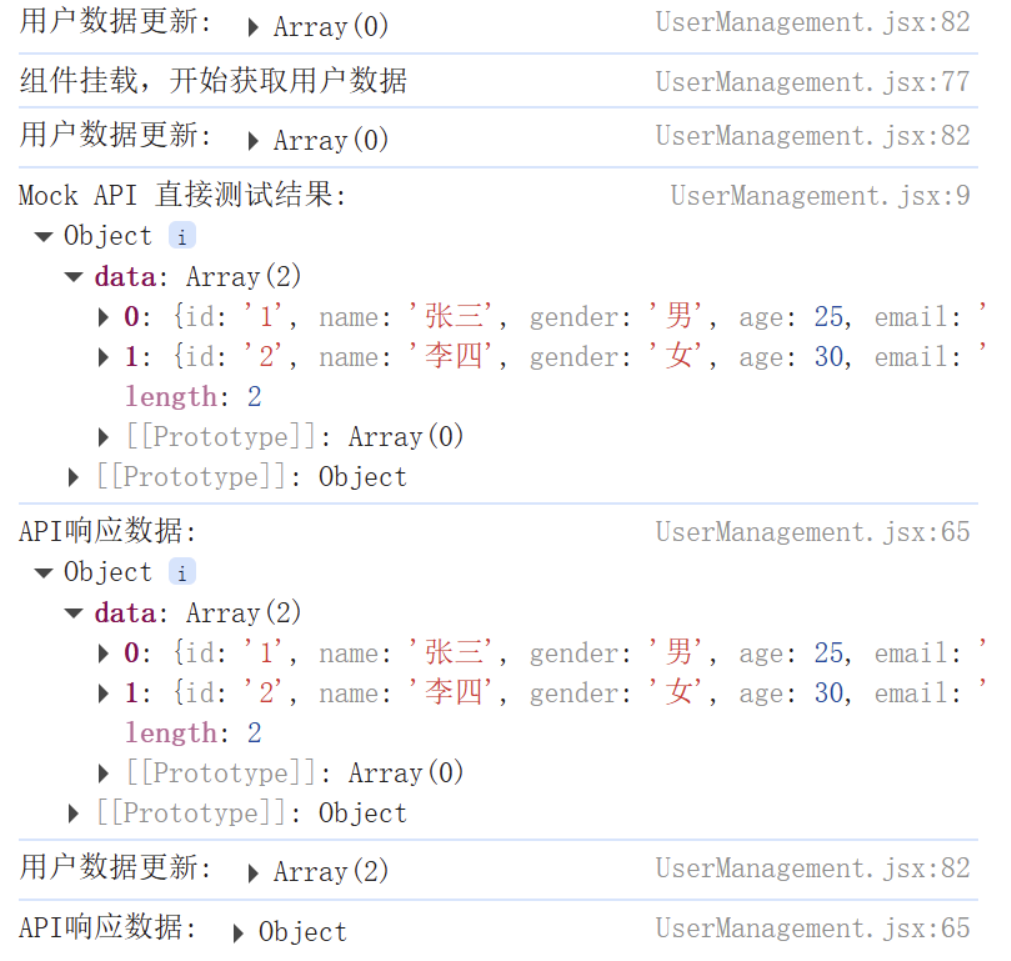 用户数据更新: ▶ Array(0) UserManagement.jsx:82
组件挂载，开始获取用户数据 UserManagement.jsx:77
用户数据更新: ▶ Array(0) UserManagement.jsx:82
Mock API 直接测试结果: UserManagement.jsx:9
▼ Object i
▼ data: Array(2)
▶ 0: {id: '1', name: '张三', gender: '男', age: 25, email: '
▶ 1: {id: '2', name: '李四', gender: '女', age: 30, email: '
length: 2
▶ [[Prototype]]: Array(0)
▶ [[Prototype]]: Object
API响应数据: UserManagement.jsx:65
▼ Object i
▼ data: Array(2)
▶ 0: {id: '1', name: '张三', gender: '男', age: 25, email: '
▶ 1: {id: '2', name: '李四', gender: '女', age: 30, email: '
length: 2
▶ [[Prototype]]: Array(0)
▶ [[Prototype]]: Object
用户数据更新: ▶ Array(2) UserManagement.jsx:82
API响应数据: ▶ Object UserManagement.jsx:65